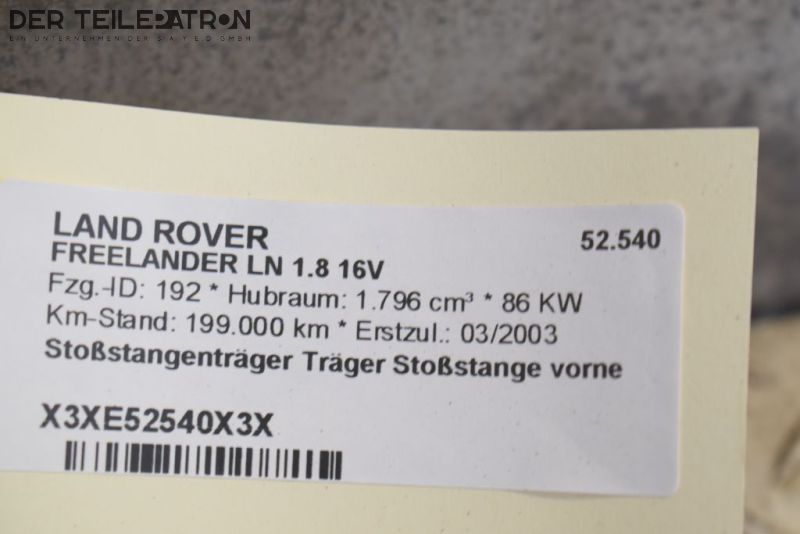 DER TEILEPATRON
EIN UNTERNEHMEN DER SAYED GMBH
LAND ROVER 52.540
FREELANDER LN 1.8 16V
Fzg.-ID: 192 * Hubraum: 1.796 cm³ * 86 KW
Km-Stand: 199.000 km * Erstzul.: 03/2003
Stoßstangenträger Träger Stoßstange vorne
X3XE52540X3X